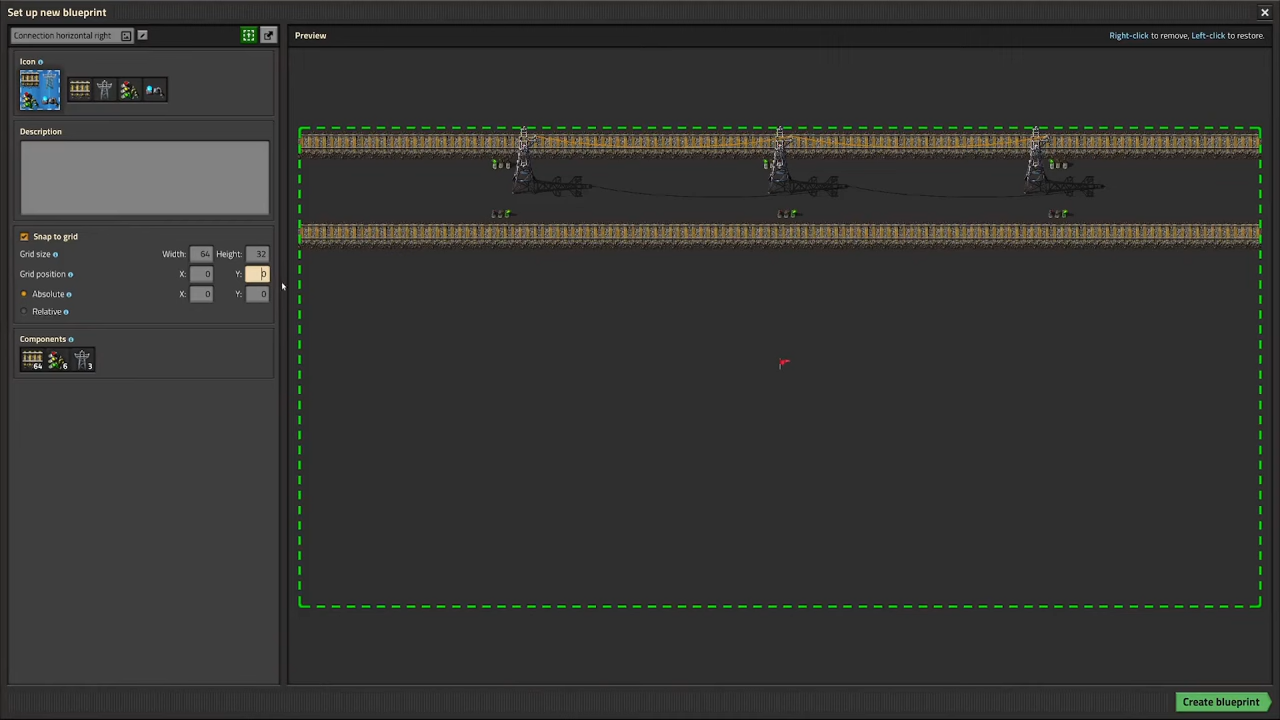 Set up new blueprint
Connection horizontal right
Preview
Right-click to remove, Left-click to restore.
Icon
Description
Snap to grid
Grid size Width: 64 Height: 32
Grid position X: 0 Y: 0
Absolute X: 0 Y: 0
Relative
Components
64 6 3
Create blueprint